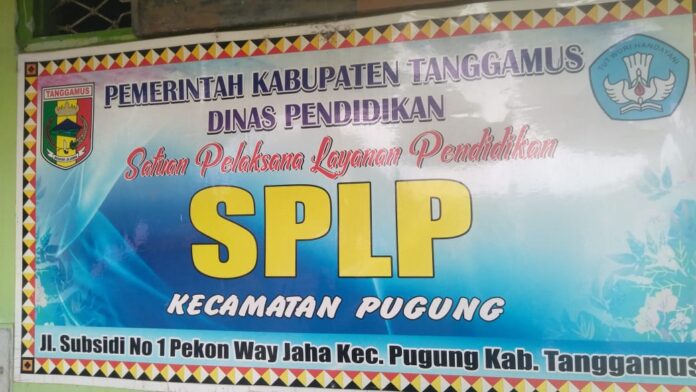 TANGGAMUS
TUT WURI HANDAYANI
PEMERINTAH KABUPATEN TANGGAMUS
DINAS PENDIDIKAN
Satuan Pelaksana Layanan Pendidikan
SPLP
KECAMATAN PUGUNG
Jl. Subsidi No 1 Pekon Way Jaha Kec. Pugung Kab. Tanggamus